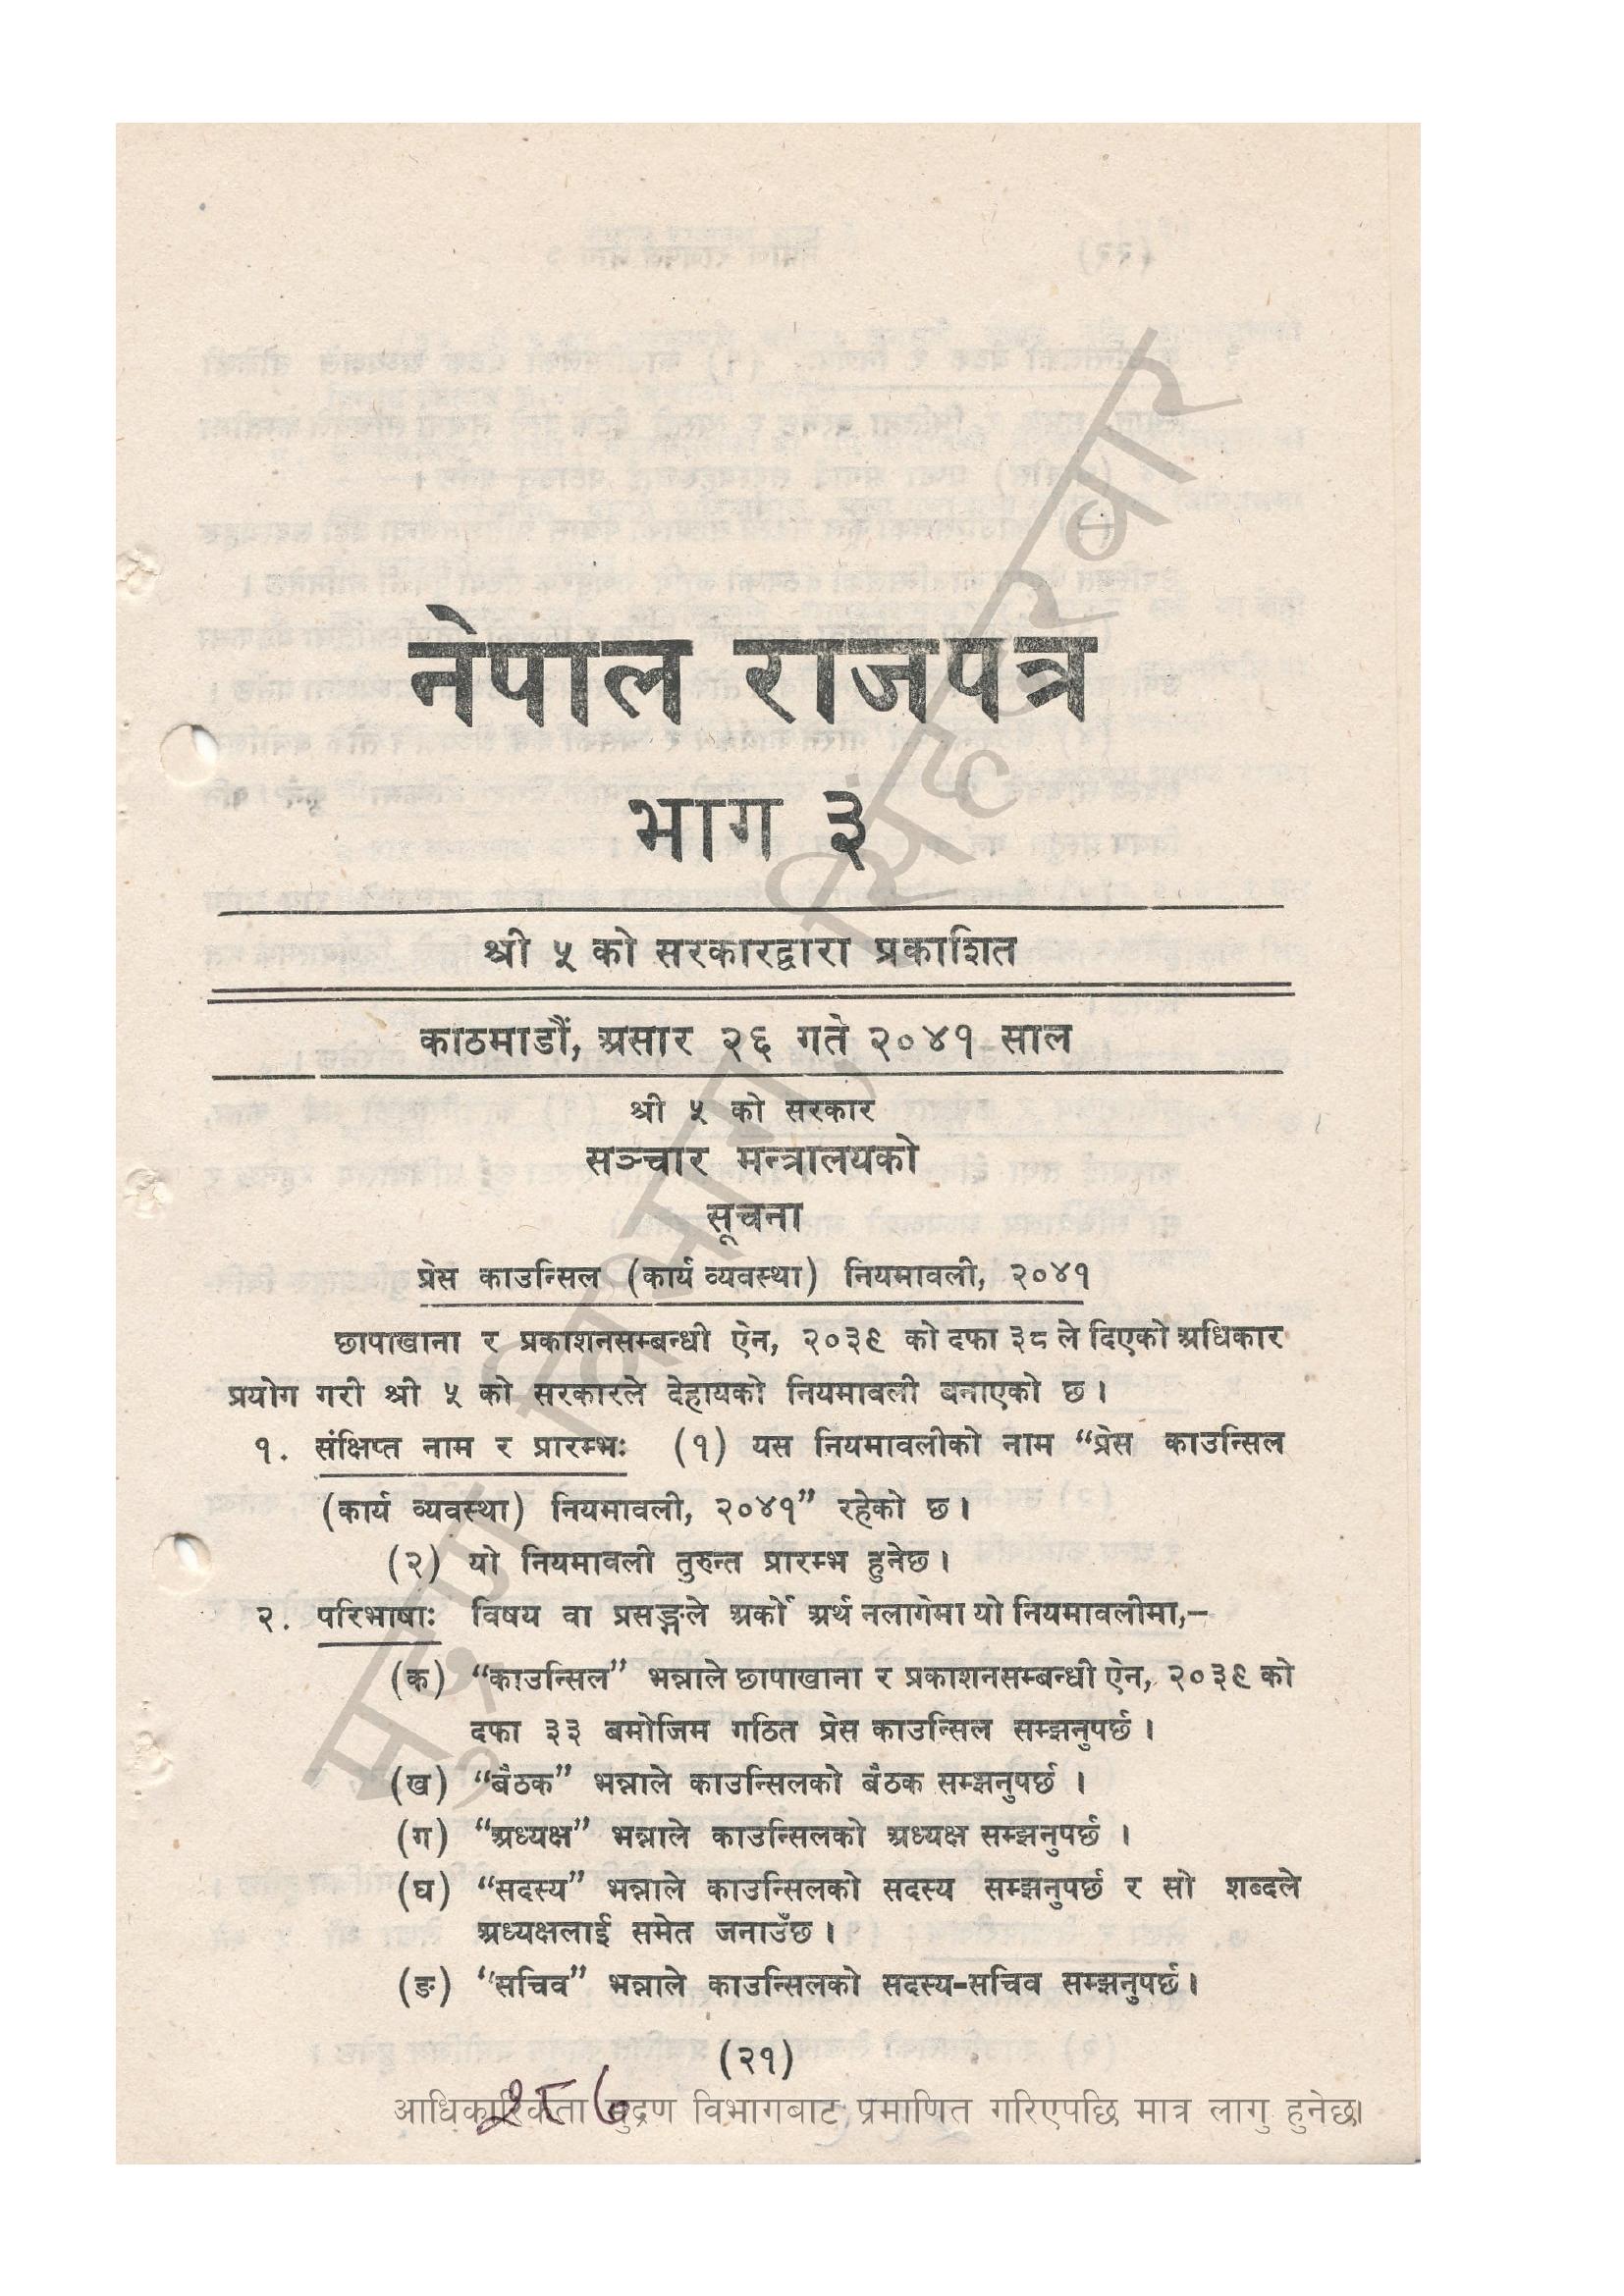 नेपाल राजपत्र
भाग ३
श्री ५ को सरकारद्वारा प्रकाशित
काठमाडौं, असार २६ गते २०४१ साल
श्री ५ को सरकार
सञ्चार मन्त्रालयको
सूचना
प्रेस काउन्सिल (कार्य व्यवस्था) नियमावली, २०४१
छापाखाना र प्रकाशनसम्बन्धी ऐन, २०३९ को दफा ३८ ले दिएको अधिकार
प्रयोग गरी श्री ५ को सरकारले देहायको नियमावली बनाएको छ ।
१. संक्षिप्त नाम र प्रारम्भः (१) यस नियमावलीको नाम “प्रेस काउन्सिल
(कार्य व्यवस्था) नियमावली, २०४१” रहेको छ ।
(२) यो नियमावली तुरुन्त प्रारम्भ हुनेछ ।
२. परिभाषाः विषय वा प्रसङ्गले अर्को अर्थ नलागेमा यो नियमावलीमा,–
(क) “काउन्सिल” भन्नाले छापाखाना र प्रकाशनसम्बन्धी ऐन, २०३९ को
दफा ३३ बमोजिम गठित प्रेस काउन्सिल सम्झनुपर्छ ।
(ख) “बैठक” भन्नाले काउन्सिलको बैठक सम्झनुपर्छ ।
(ग) “अध्यक्ष” भन्नाले काउन्सिलको अध्यक्ष सम्झनुपर्छ ।
(घ) “सदस्य” भन्नाले काउन्सिलको सदस्य सम्झनुपर्छ र सो शब्दले
अध्यक्षलाई समेत जनाउँछ ।
(ङ) “सचिव” भन्नाले काउन्सिलको सदस्य-सचिव सम्झनुपर्छ ।
(२१)
२८७
आधिकारिकता मुद्रण विभागबाट प्रमाणित गरिएपछि मात्र लागु हुनेछ।
मुद्रण विभाग, सिंहदरबार